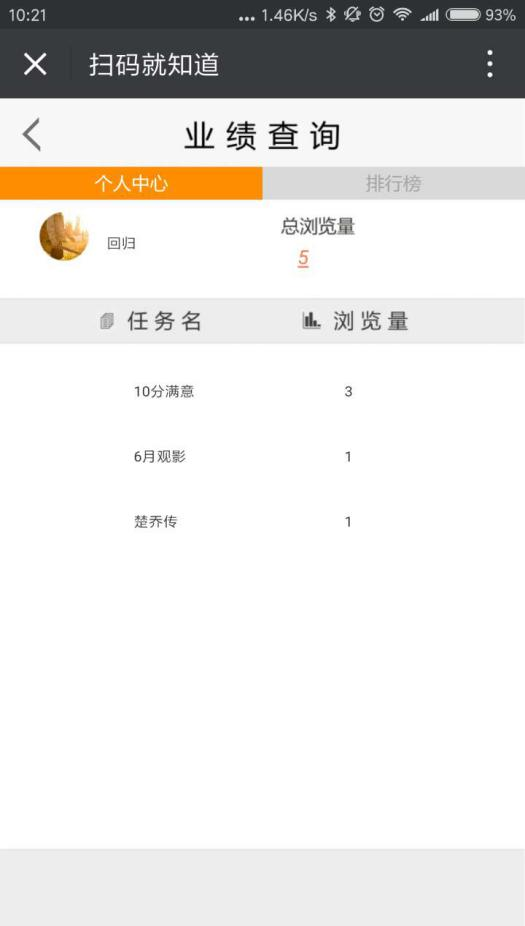 10:21 ... 1.46K/s 93%
扫码就知道
业绩查询
个人中心 排行榜
回归 总浏览量
5
任务名 浏览量
10分满意 3
6月观影 1
楚乔传 1